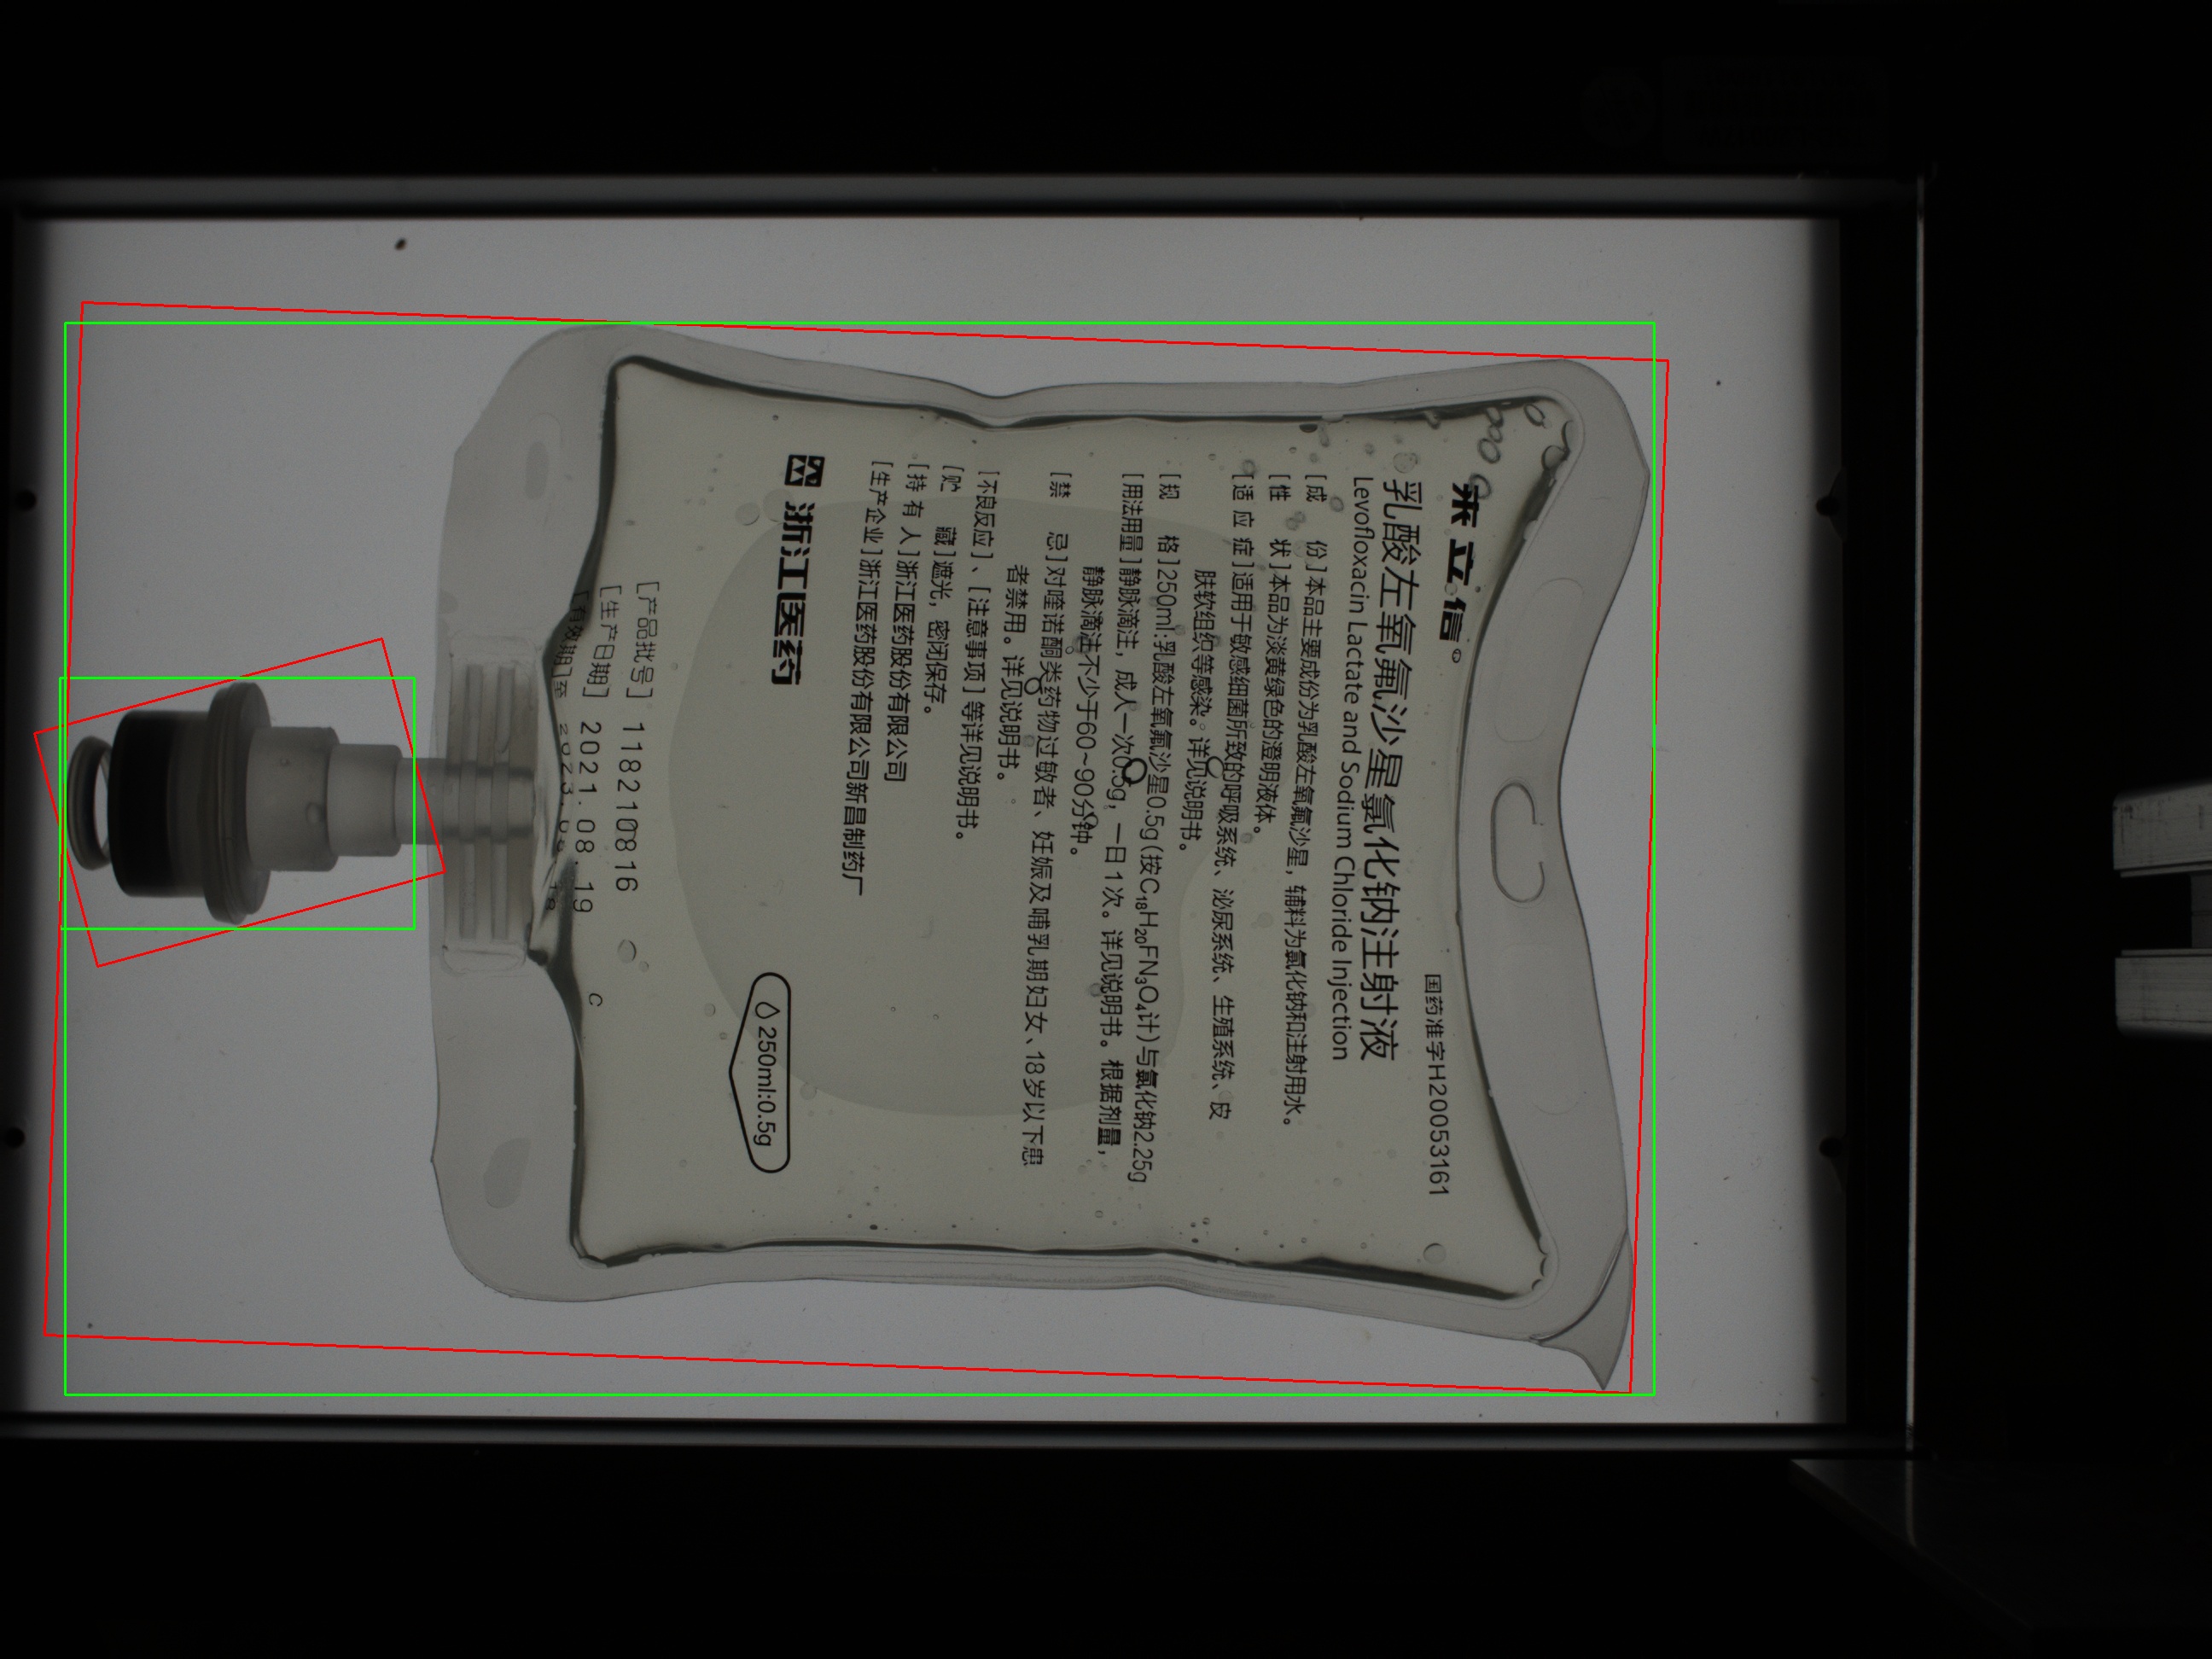 来立信®
国药准字H20053161
乳酸左氧氟沙星氯化钠注射液
Levofloxacin Lactate and Sodium Chloride Injection
[成 份]本品主要成份为乳酸左氧氟沙星，辅料为氯化钠和注射用水。
[性 状]本品为淡黄绿色的澄明液体。
[适 应 症]适用于敏感细菌所致的呼吸系统、泌尿系统、生殖系统、皮
肤软组织等感染。详见说明书。
[规 格]250ml:乳酸左氧氟沙星0.5g(按C₁₈H₂₀FN₃O₄计)与氯化钠2.25g
[用法用量]静脉滴注，成人一次0.5g，一日1次。详见说明书。根据剂量，
静脉滴注不少于60~90分钟。
[禁 忌]对喹诺酮类药物过敏者、妊娠及哺乳期妇女、18岁以下患
者禁用。详见说明书。
[不良反应]、[注意事项]等详见说明书。
[贮 藏]遮光，密闭保存。
[持 有 人]浙江医药股份有限公司
[生产企业]浙江医药股份有限公司新昌制药厂
浙江医药
250ml:0.5g
[产品批号] 118210816
[生产日期] 2021.08.19
[有效期]至 2023.08.18
C